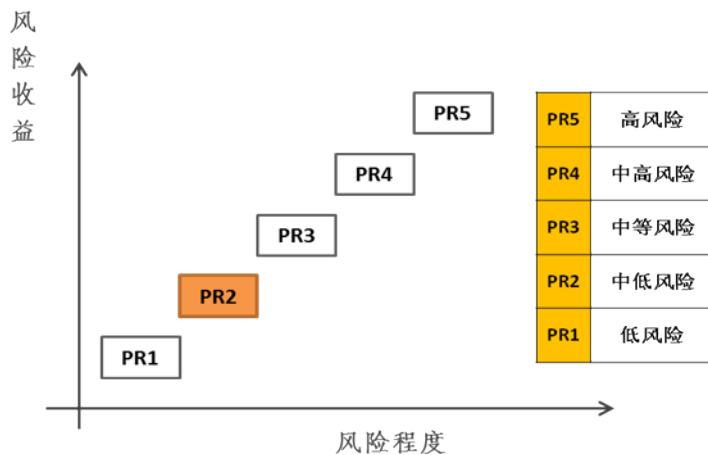 风险收益
PR5
PR4
PR3
PR2
PR1
风险程度
PR5 高风险
PR4 中高风险
PR3 中等风险
PR2 中低风险
PR1 低风险